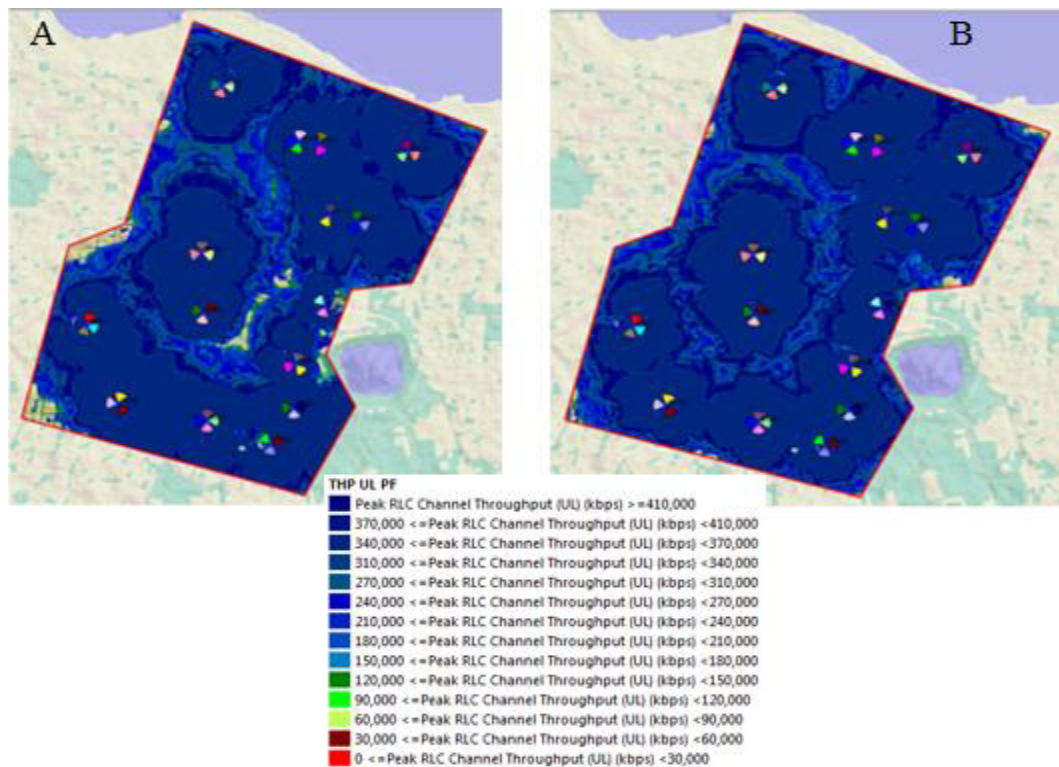 A
B
THP UL PF
Peak RLC Channel Throughput (UL) (kbps) >=410,000
370,000 <=Peak RLC Channel Throughput (UL) (kbps) <410,000
340,000 <=Peak RLC Channel Throughput (UL) (kbps) <370,000
310,000 <=Peak RLC Channel Throughput (UL) (kbps) <340,000
270,000 <=Peak RLC Channel Throughput (UL) (kbps) <310,000
240,000 <=Peak RLC Channel Throughput (UL) (kbps) <270,000
210,000 <=Peak RLC Channel Throughput (UL) (kbps) <240,000
180,000 <=Peak RLC Channel Throughput (UL) (kbps) <210,000
150,000 <=Peak RLC Channel Throughput (UL) (kbps) <180,000
120,000 <=Peak RLC Channel Throughput (UL) (kbps) <150,000
90,000 <=Peak RLC Channel Throughput (UL) (kbps) <120,000
60,000 <=Peak RLC Channel Throughput (UL) (kbps) <90,000
30,000 <=Peak RLC Channel Throughput (UL) (kbps) <60,000
0 <=Peak RLC Channel Throughput (UL) (kbps) <30,000